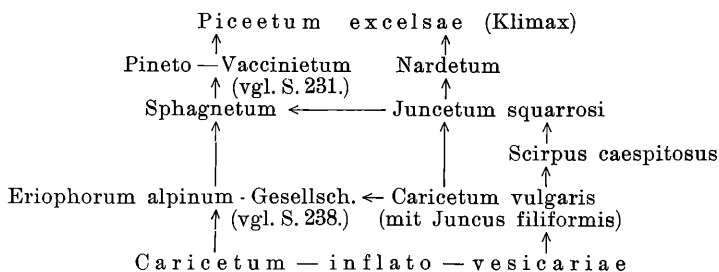 Piceetum excelsae (Klimax)
Pineto — Vaccinietum Nardetum
(vgl. S. 231.)
Sphagnetum ← Juncetum squarrosi
Scirpus caespitosus
Eriophorum alpinum - Gesellsch. ← Caricetum vulgaris
(vgl. S. 238.) (mit Juncus filiformis)
Caricetum — inflato — vesicariae